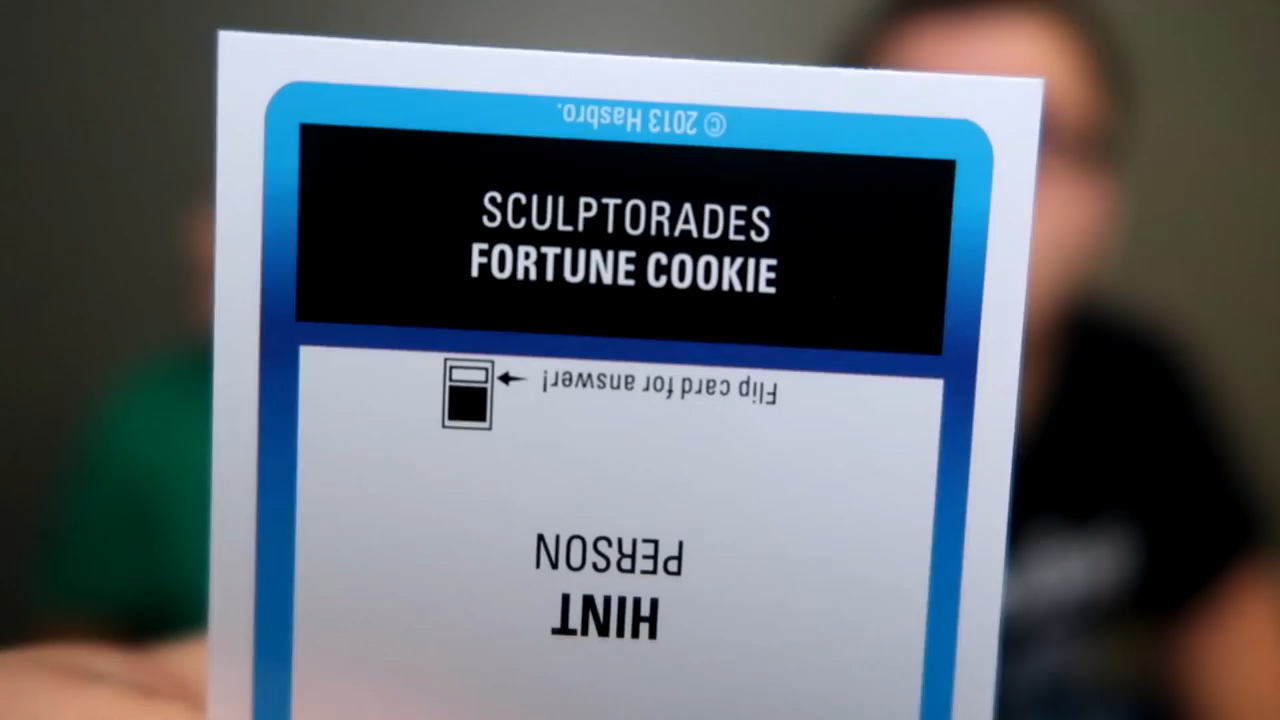 © 2013 Hasbro.
SCULPTORADES
FORTUNE COOKIE
Flip card for answer!
HINT
PERSON